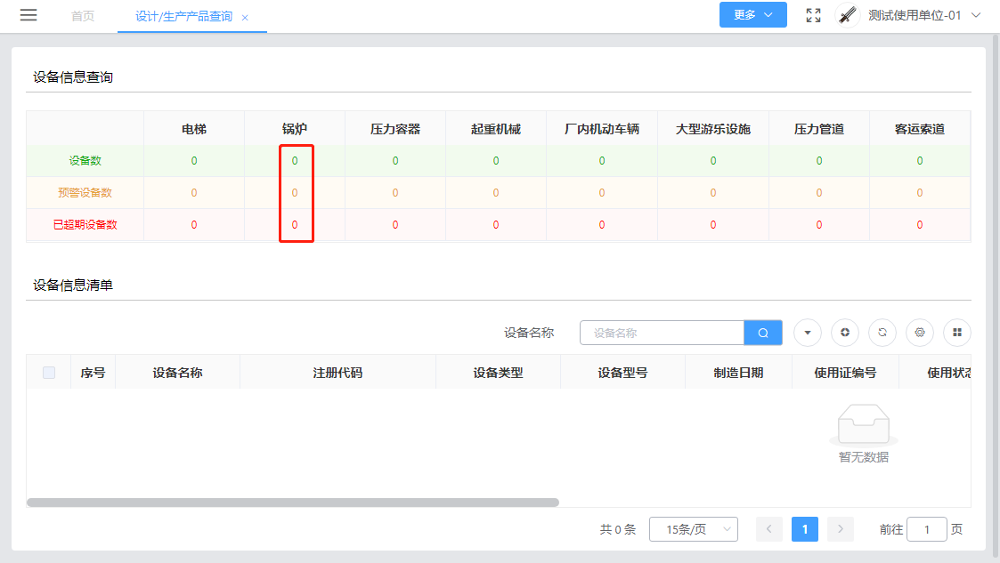 首页 设计/生产产品查询 × 更多 测试使用单位-01
设备信息查询
电梯 锅炉 压力容器 起重机械 厂内机动车辆 大型游乐设施 压力管道 客运索道
设备数 0 0 0 0 0 0 0 0
预警设备数 0 0 0 0 0 0 0 0
已超期设备数 0 0 0 0 0 0 0 0
设备信息清单
设备名称 设备名称
序号 设备名称 注册代码 设备类型 设备型号 制造日期 使用证编号 使用状态
暂无数据
共 0 条 15条/页 1 前往 1 页